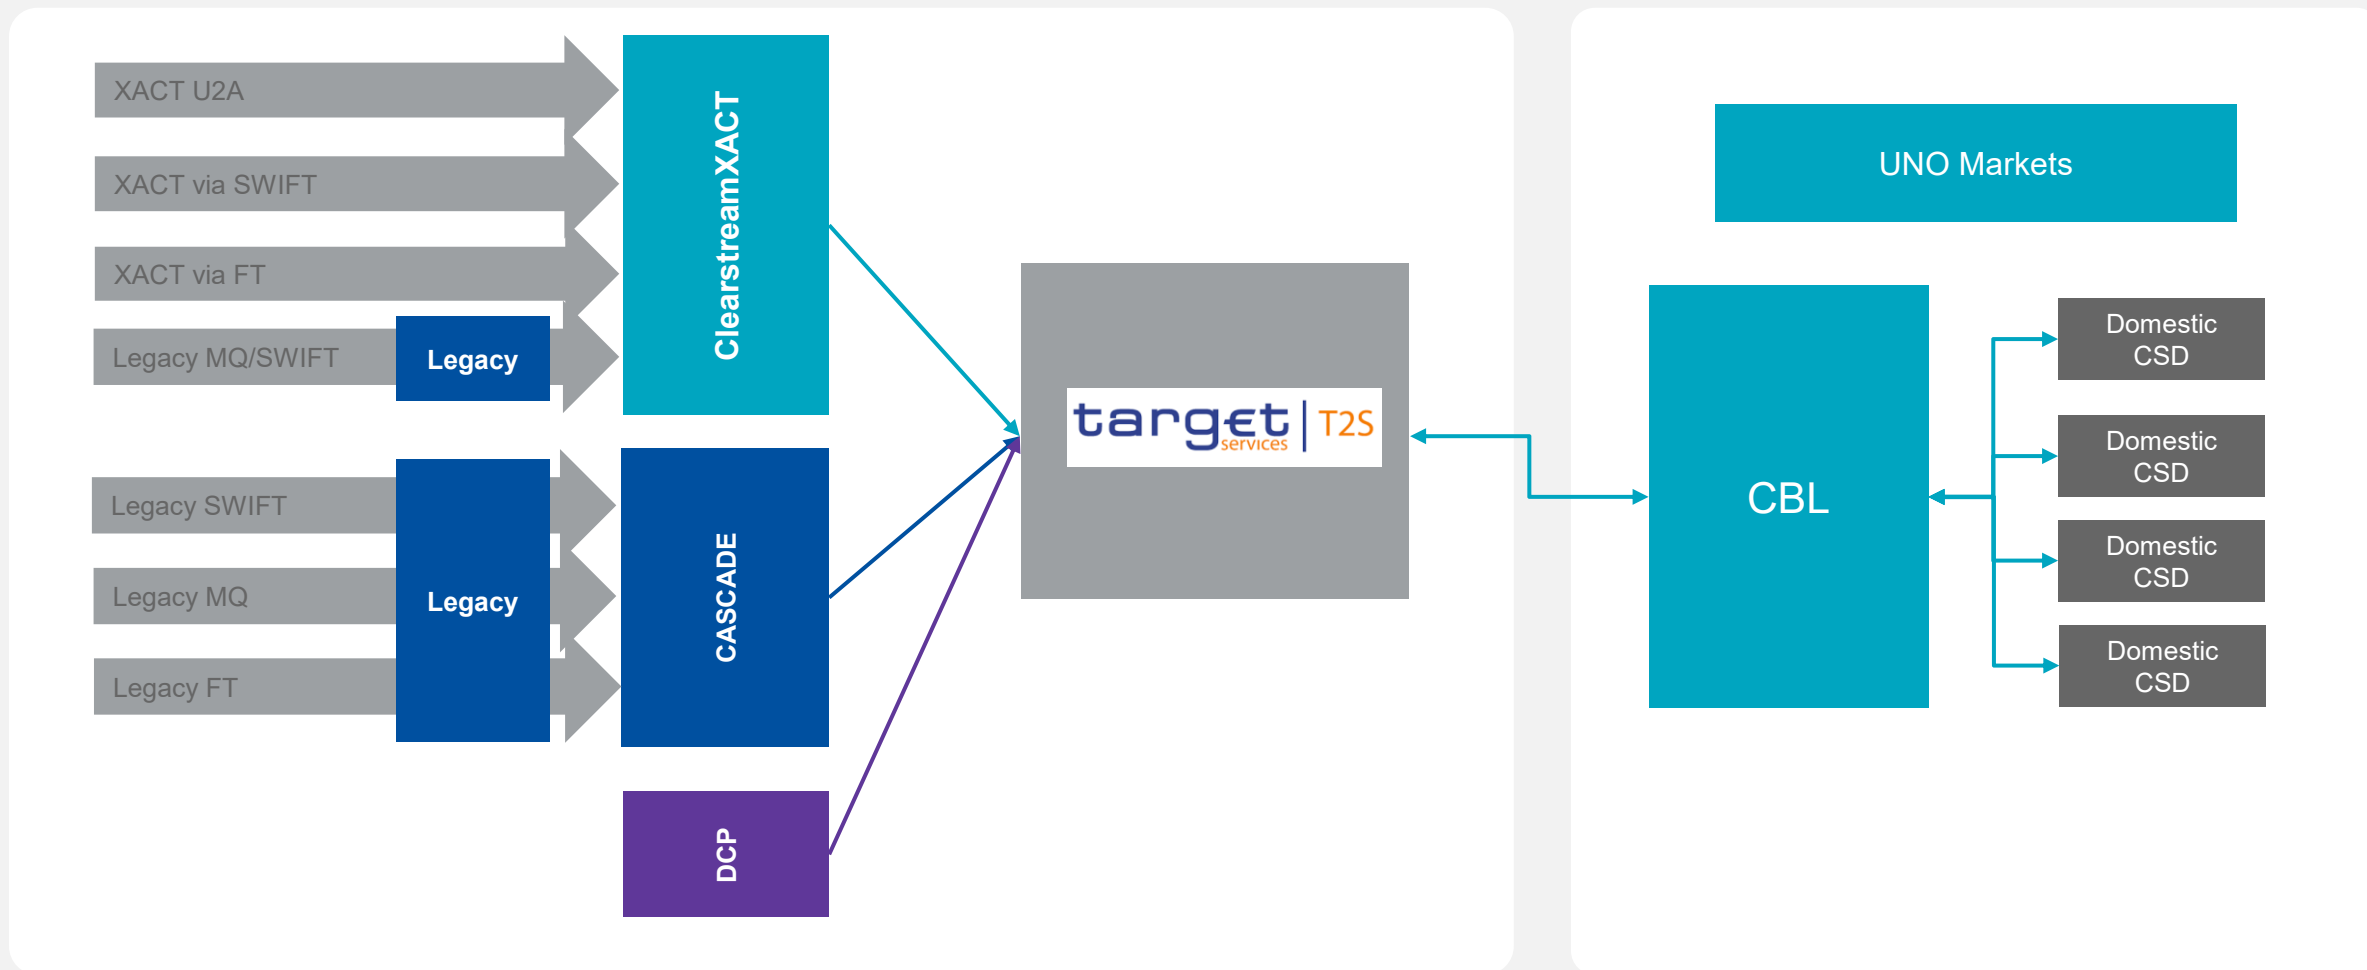 XACT U2A
XACT via SWIFT
XACT via FT
Legacy MQ/SWIFT
Legacy
ClearstreamXACT
Legacy SWIFT
Legacy MQ
Legacy FT
Legacy
CASCADE
DCP
target
services
T2S
UNO Markets
CBL
Domestic
CSD
Domestic
CSD
Domestic
CSD
Domestic
CSD